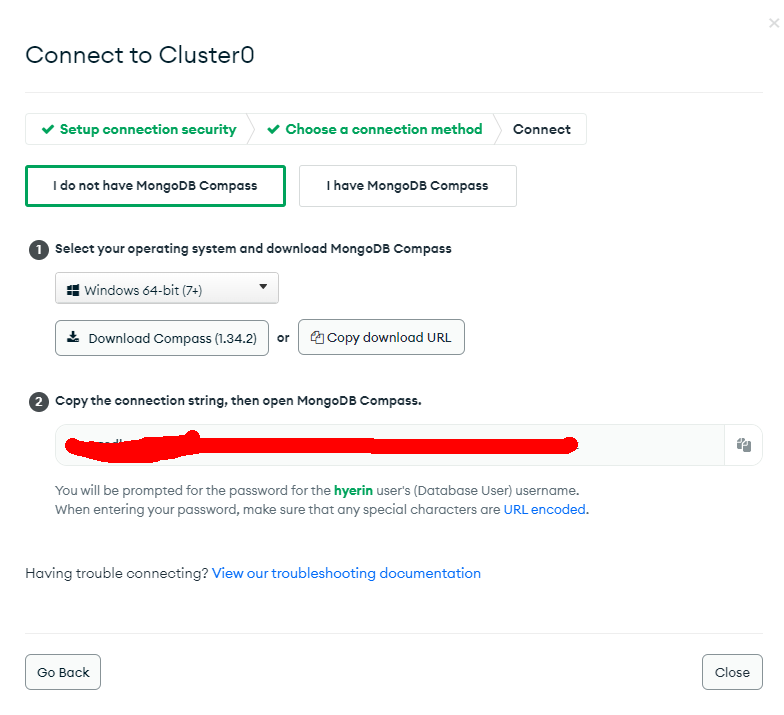 Connect to Cluster0
Setup connection security Choose a connection method Connect
I do not have MongoDB Compass I have MongoDB Compass
1 Select your operating system and download MongoDB Compass
Windows 64-bit (7+)
Download Compass (1.34.2) or Copy download URL
2 Copy the connection string, then open MongoDB Compass.
You will be prompted for the password for the hyerin user's (Database User) username.
When entering your password, make sure that any special characters are URL encoded.
Having trouble connecting? View our troubleshooting documentation
Go Back Close